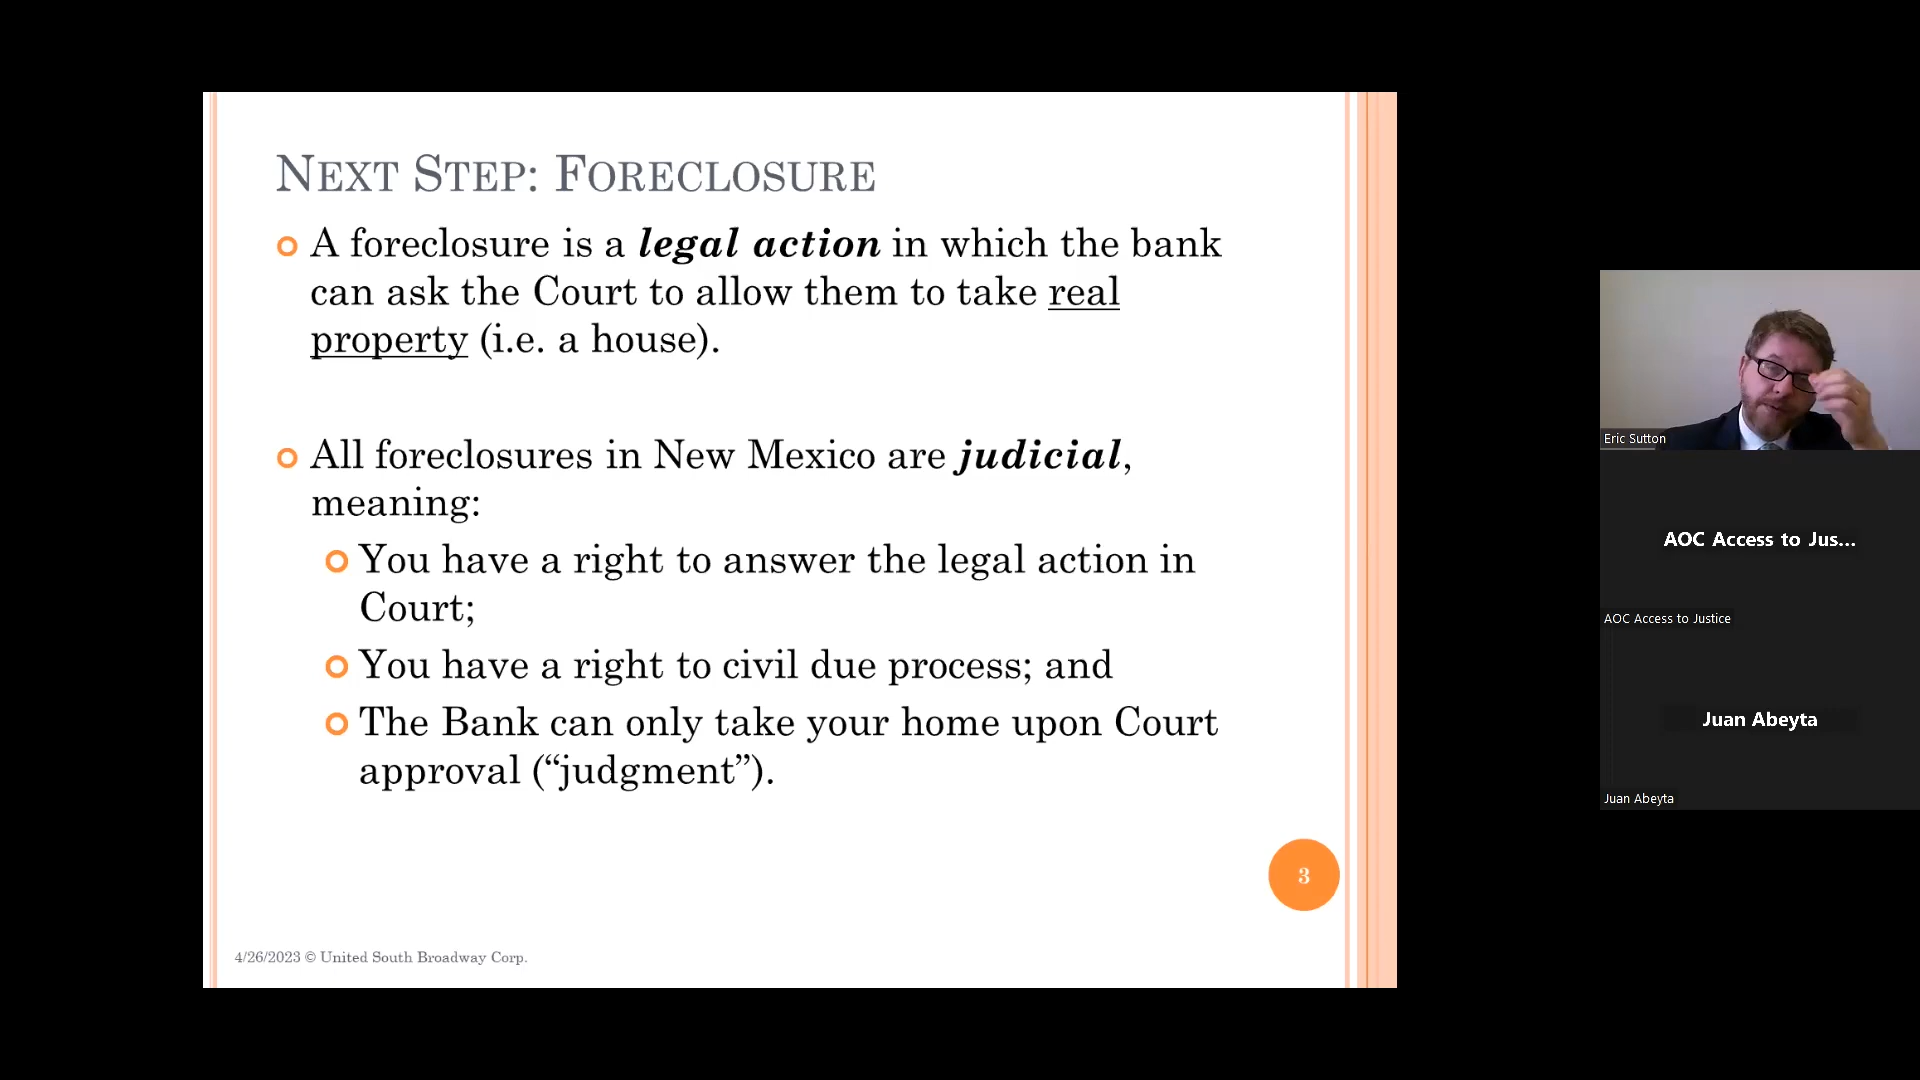 NEXT STEP: FORECLOSURE
A foreclosure is a legal action in which the bank
can ask the Court to allow them to take real
property (i.e. a house).
All foreclosures in New Mexico are judicial,
meaning:
You have a right to answer the legal action in
Court;
You have a right to civil due process; and
The Bank can only take your home upon Court
approval (“judgment”).
3
4/26/2023 © United South Broadway Corp.
Eric Sutton
AOC Access to Jus...
AOC Access to Justice
Juan Abeyta
Juan Abeyta